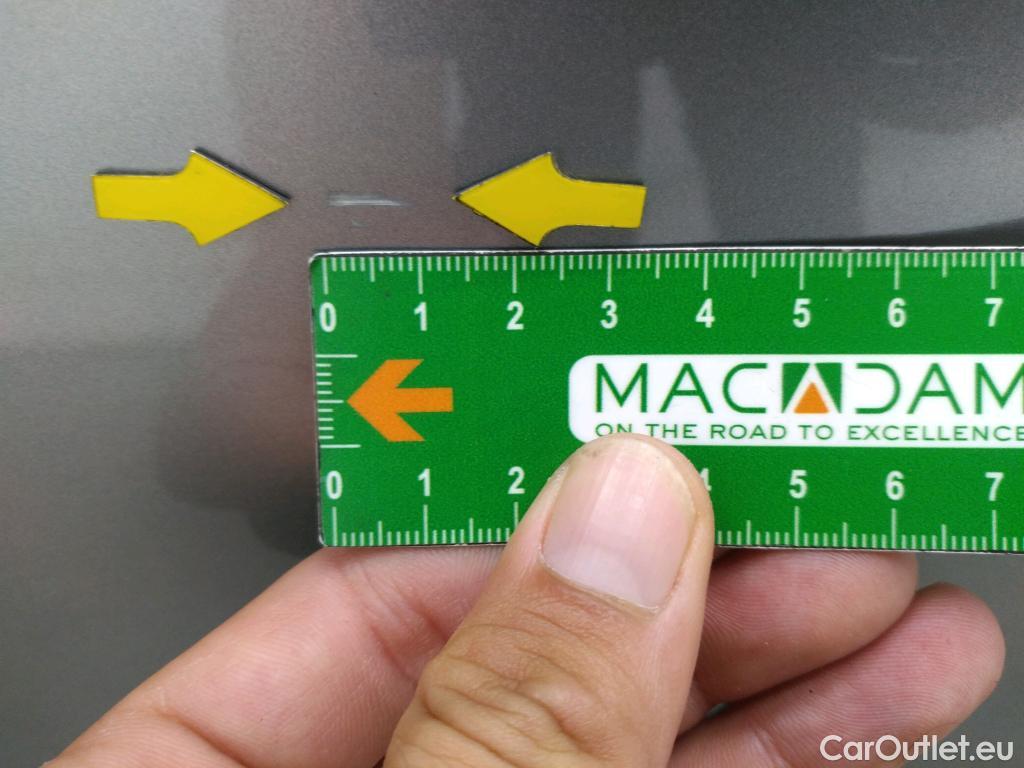 0 1 2 3 4 5 6 7
MACADAM
ON THE ROAD TO EXCELLENCE
0 1 2 4 5 6 7
CarOutlet.eu